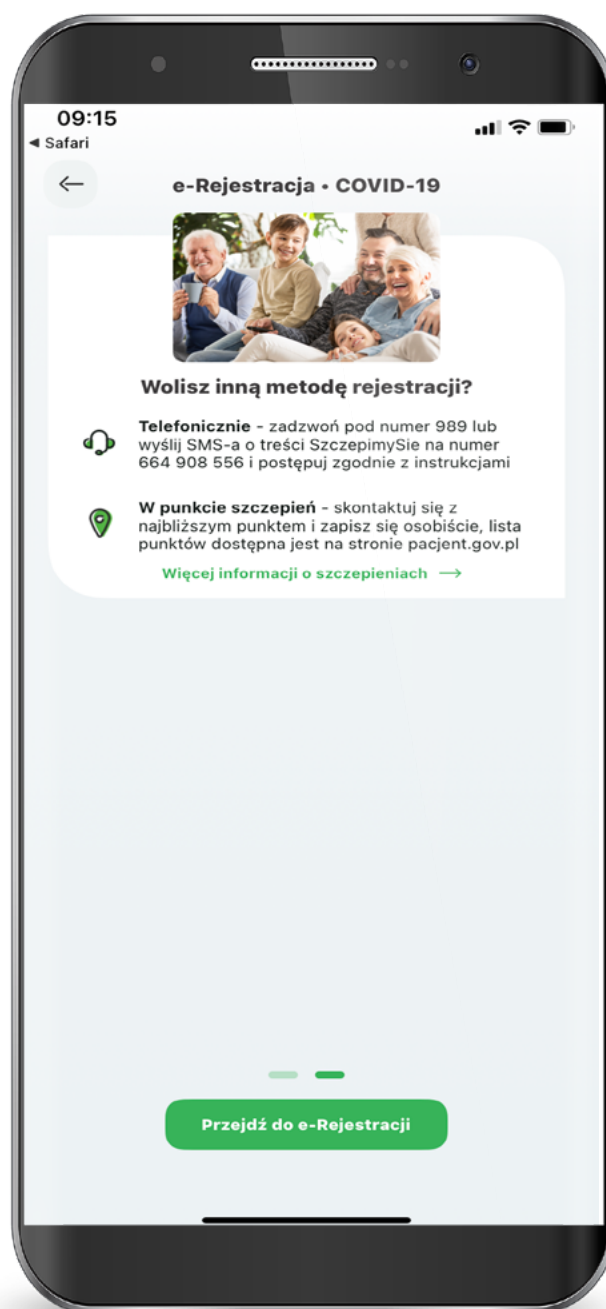 09:15
◀ Safari
e-Rejestracja • COVID-19
Wolisz inną metodę rejestracji?
Telefonicznie – zadzwoń pod numer 989 lub
wyślij SMS-a o treści SzczepimySie na numer
664 908 556 i postępuj zgodnie z instrukcjami
W punkcie szczepień – skontaktuj się z
najbliższym punktem i zapisz się osobiście, lista
punktów dostępna jest na stronie pacjent.gov.pl
Więcej informacji o szczepieniach →
Przejdź do e-Rejestracji